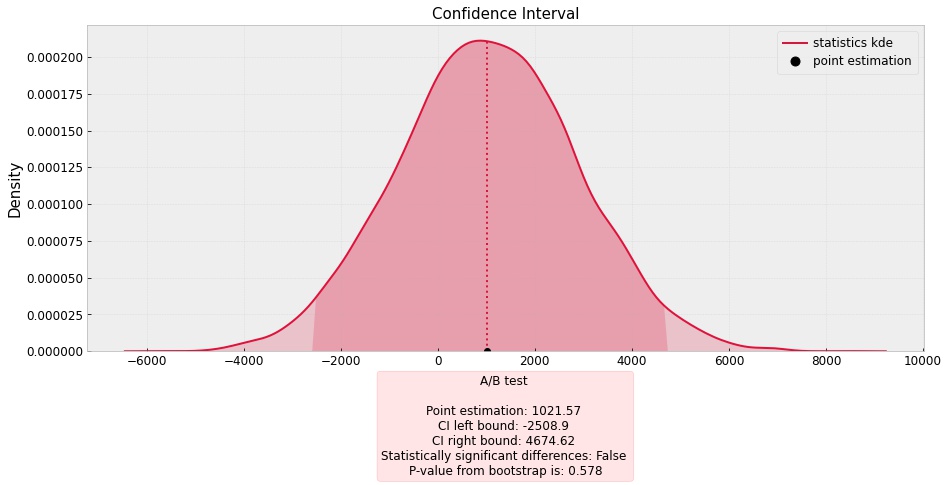 Confidence Interval
statistics kde
point estimation
Density
0.000200
0.000175
0.000150
0.000125
0.000100
0.000075
0.000050
0.000025
0.000000
−6000 −4000 −2000 0 2000 4000 6000 8000 10000
A/B test
Point estimation: 1021.57
CI left bound: -2508.9
CI right bound: 4674.62
Statistically significant differences: False
P-value from bootstrap is: 0.578